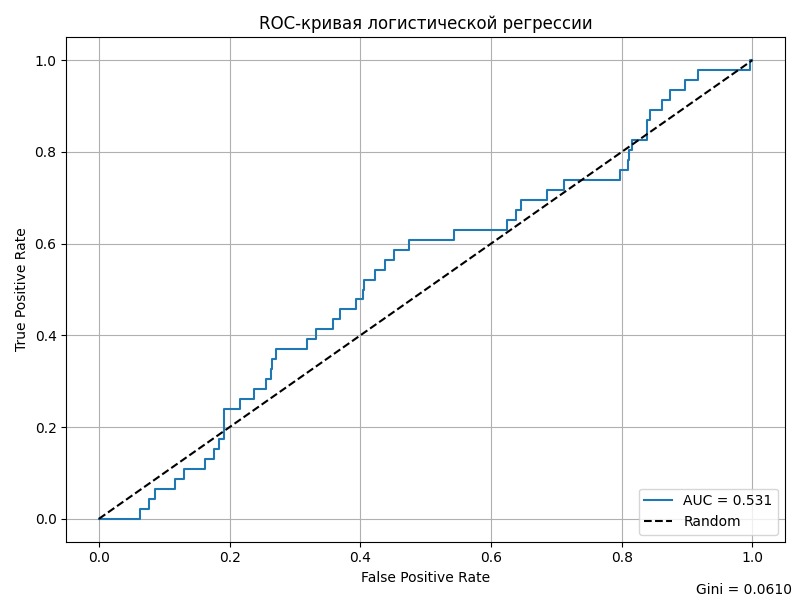 ROC-кривая логистической регрессии
True Positive Rate
1.0
0.8
0.6
0.4
0.2
0.0
0.0 0.2 0.4 0.6 0.8 1.0
False Positive Rate
AUC = 0.531
Random
Gini = 0.0610